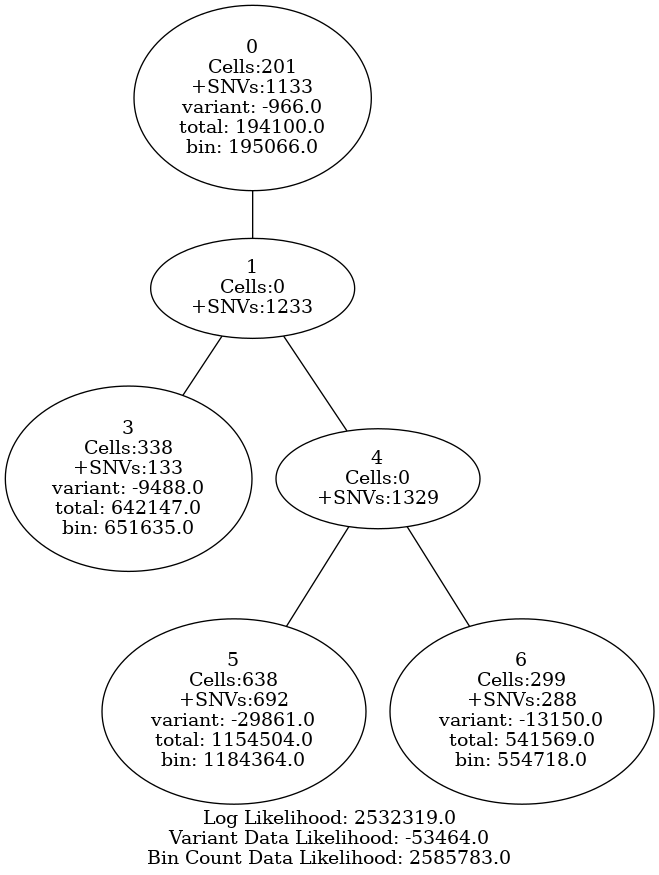 0
Cells:201
+SNVs:1133
variant: -966.0
total: 194100.0
bin: 195066.0
1
Cells:0
+SNVs:1233
3
Cells:338
+SNVs:133
variant: -9488.0
total: 642147.0
bin: 651635.0
4
Cells:0
+SNVs:1329
5
Cells:638
+SNVs:692
variant: -29861.0
total: 1154504.0
bin: 1184364.0
6
Cells:299
+SNVs:288
variant: -13150.0
total: 541569.0
bin: 554718.0
Log Likelihood: 2532319.0
Variant Data Likelihood: -53464.0
Bin Count Data Likelihood: 2585783.0